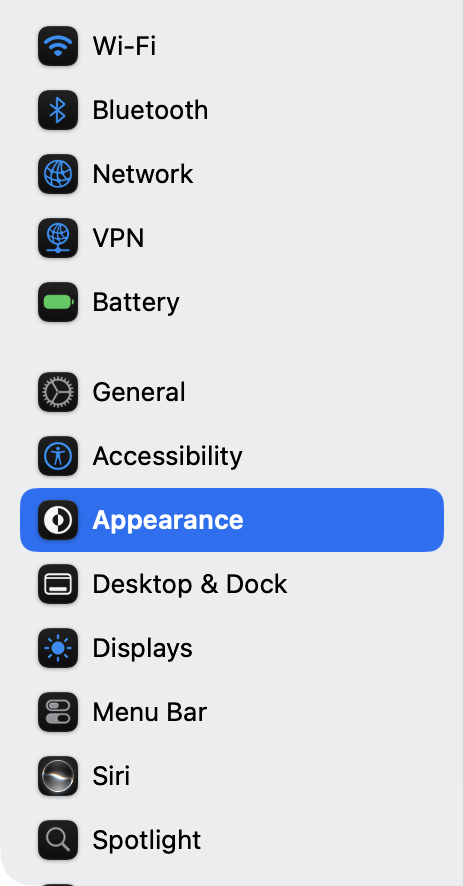 Wi-Fi
Bluetooth
Network
VPN
Battery
General
Accessibility
Appearance
Desktop & Dock
Displays
Menu Bar
Siri
Spotlight